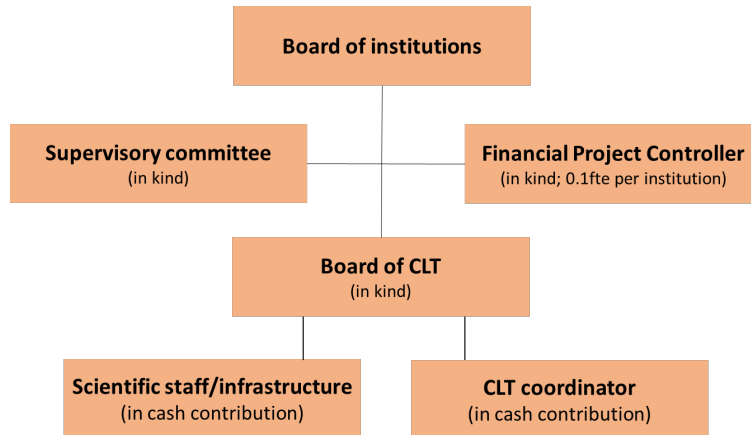 Board of institutions
Supervisory committee
(in kind)
Financial Project Controller
(in kind; 0.1fte per institution)
Board of CLT
(in kind)
Scientific staff/infrastructure
(in cash contribution)
CLT coordinator
(in cash contribution)